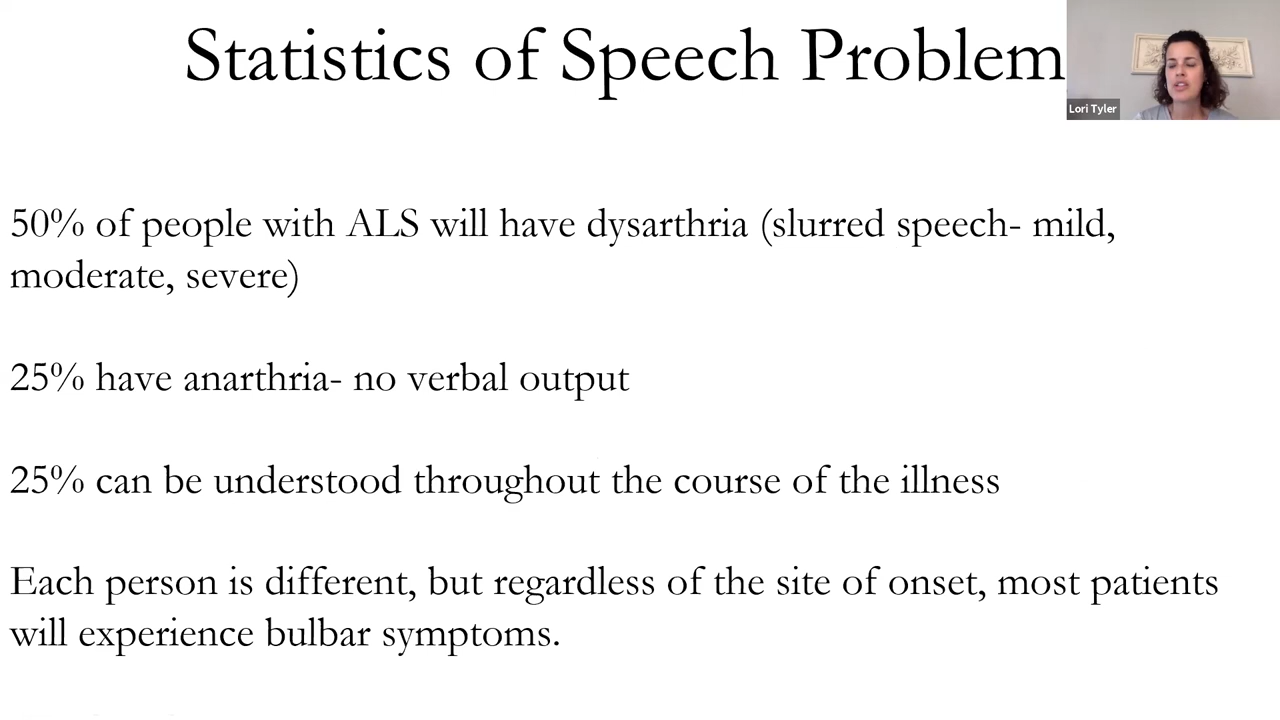 Statistics of Speech Problem
Lori Tyler
50% of people with ALS will have dysarthria (slurred speech- mild,
moderate, severe)
25% have anarthria- no verbal output
25% can be understood throughout the course of the illness
Each person is different, but regardless of the site of onset, most patients
will experience bulbar symptoms.